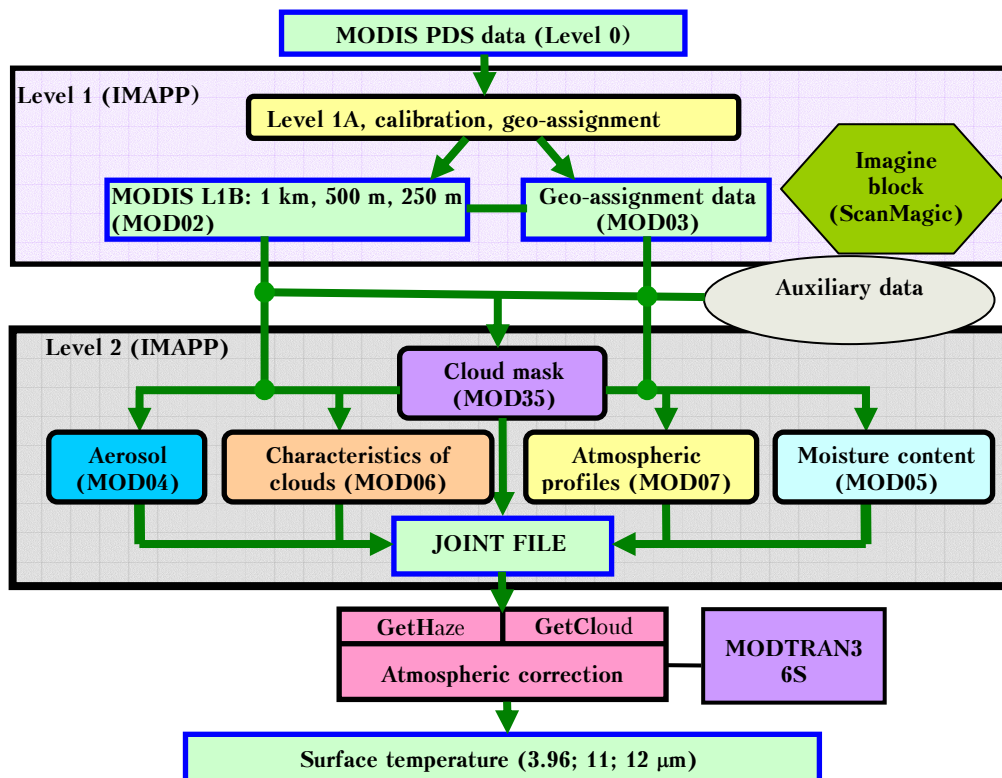 MODIS PDS data (Level 0)
Level 1 (IMAPP)
Level 1A, calibration, geo-assignment
Imagine
block
(ScanMagic)
MODIS L1B: 1 km, 500 m, 250 m
(MOD02)
Geo-assignment data
(MOD03)
Auxiliary data
Level 2 (IMAPP)
Cloud mask
(MOD35)
Aerosol
(MOD04)
Characteristics of
clouds (MOD06)
Atmospheric
profiles (MOD07)
Moisture content
(MOD05)
JOINT FILE
GetHaze
GetCloud
Atmospheric correction
MODTRAN3
6S
Surface temperature (3.96; 11; 12 μm)